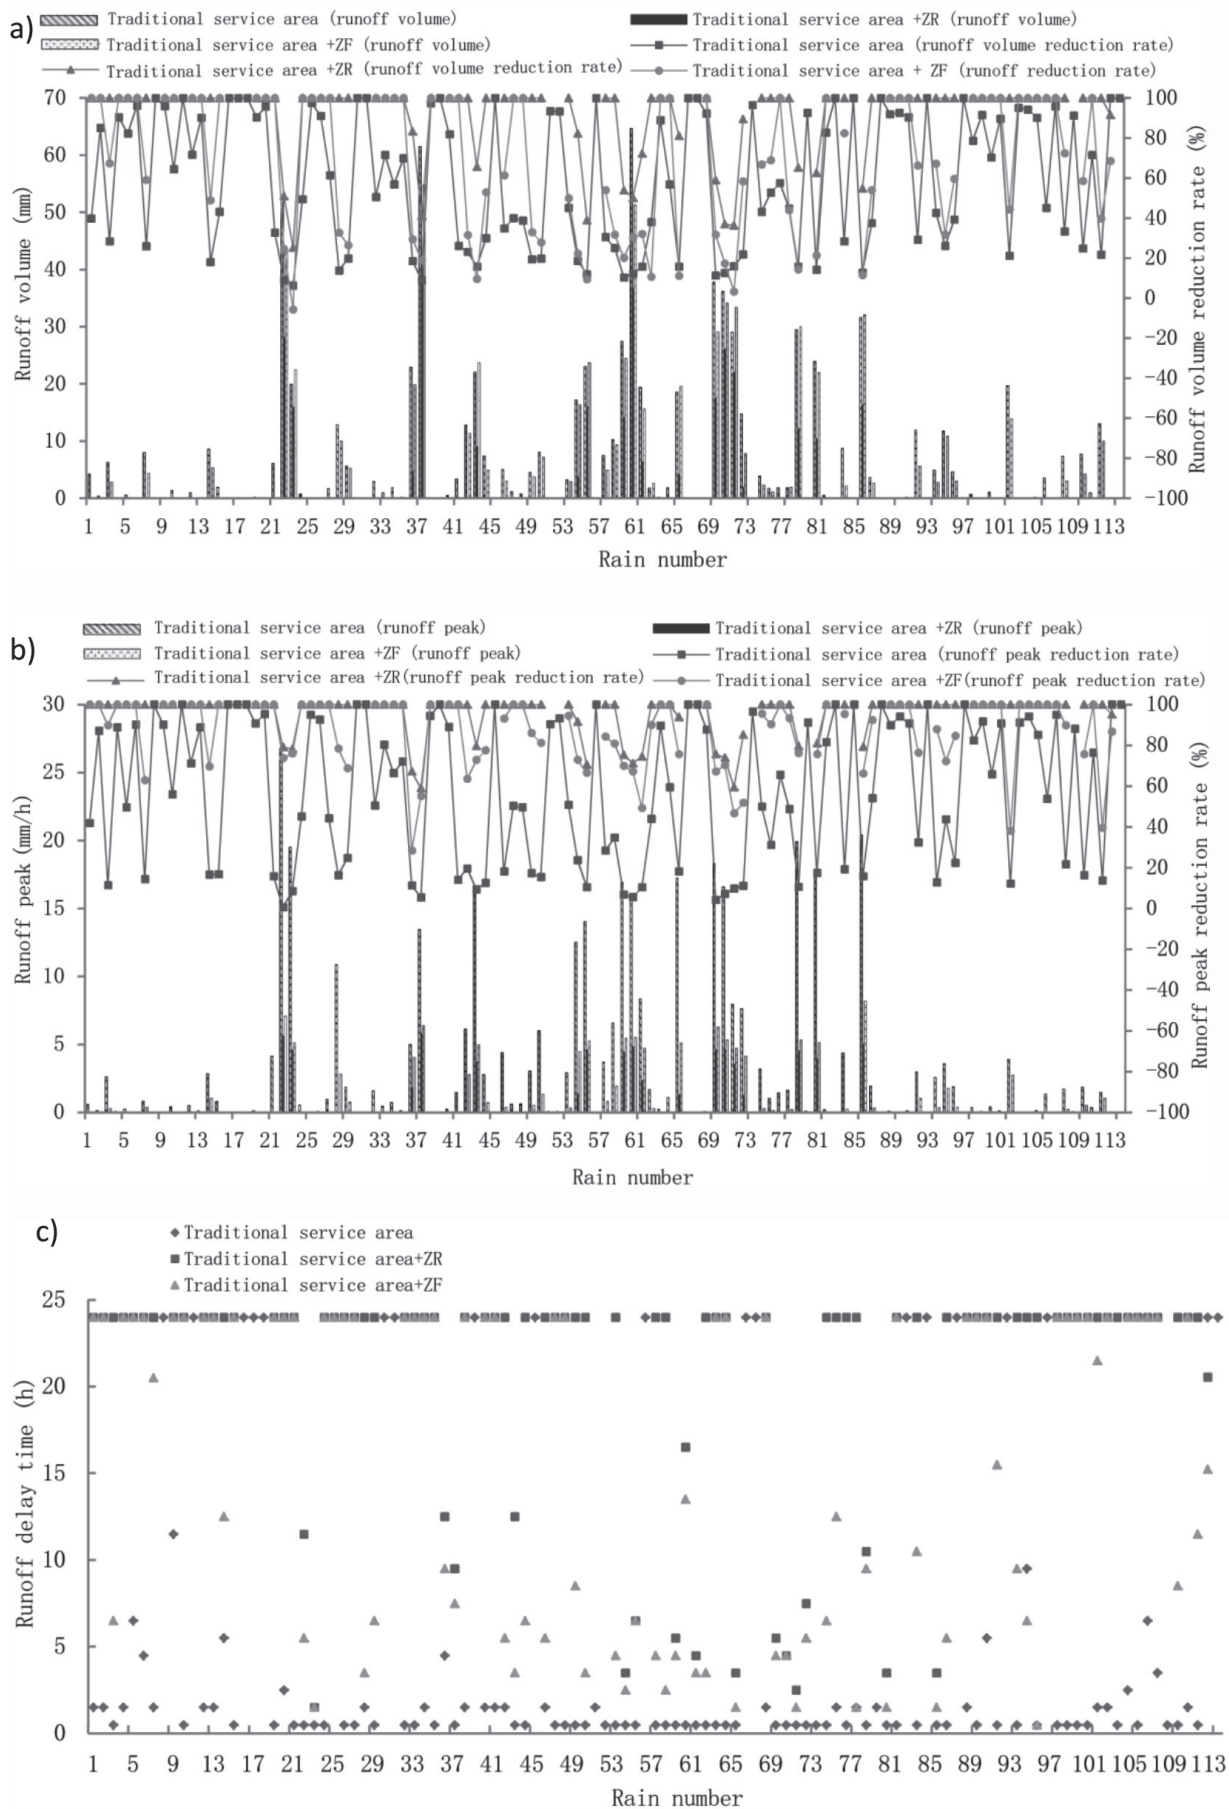 a)
Traditional service area (runoff volume)
Traditional service area +ZR (runoff volume)
Traditional service area +ZF (runoff volume)
Traditional service area (runoff volume reduction rate)
Traditional service area +ZR (runoff volume reduction rate)
Traditional service area + ZF (runoff reduction rate)
70
60
50
40
30
20
10
0
Runoff volume (mm)
100
80
60
40
20
0
-20
-40
-60
-80
-100
Runoff volume reduction rate (%)
1 5 9 13 17 21 25 29 33 37 41 45 49 53 57 61 65 69 73 77 81 85 89 93 97 101 105 109 113
Rain number
b)
Traditional service area (runoff peak)
Traditional service area +ZR (runoff peak)
Traditional service area +ZF (runoff peak)
Traditional service area (runoff peak reduction rate)
Traditional service area +ZR(runoff peak reduction rate)
Traditional service area +ZF(runoff peak reduction rate)
30
25
20
15
10
5
0
Runoff peak (mm/h)
100
80
60
40
20
0
-20
-40
-60
-80
-100
Runoff peak reduction rate (%)
1 5 9 13 17 21 25 29 33 37 41 45 49 53 57 61 65 69 73 77 81 85 89 93 97 101 105 109 113
Rain number
c)
Traditional service area
Traditional service area+ZR
Traditional service area+ZF
25
20
15
10
5
0
Runoff delay time (h)
1 5 9 13 17 21 25 29 33 37 41 45 49 53 57 61 65 69 73 77 81 85 89 93 97 101 105 109 113
Rain number